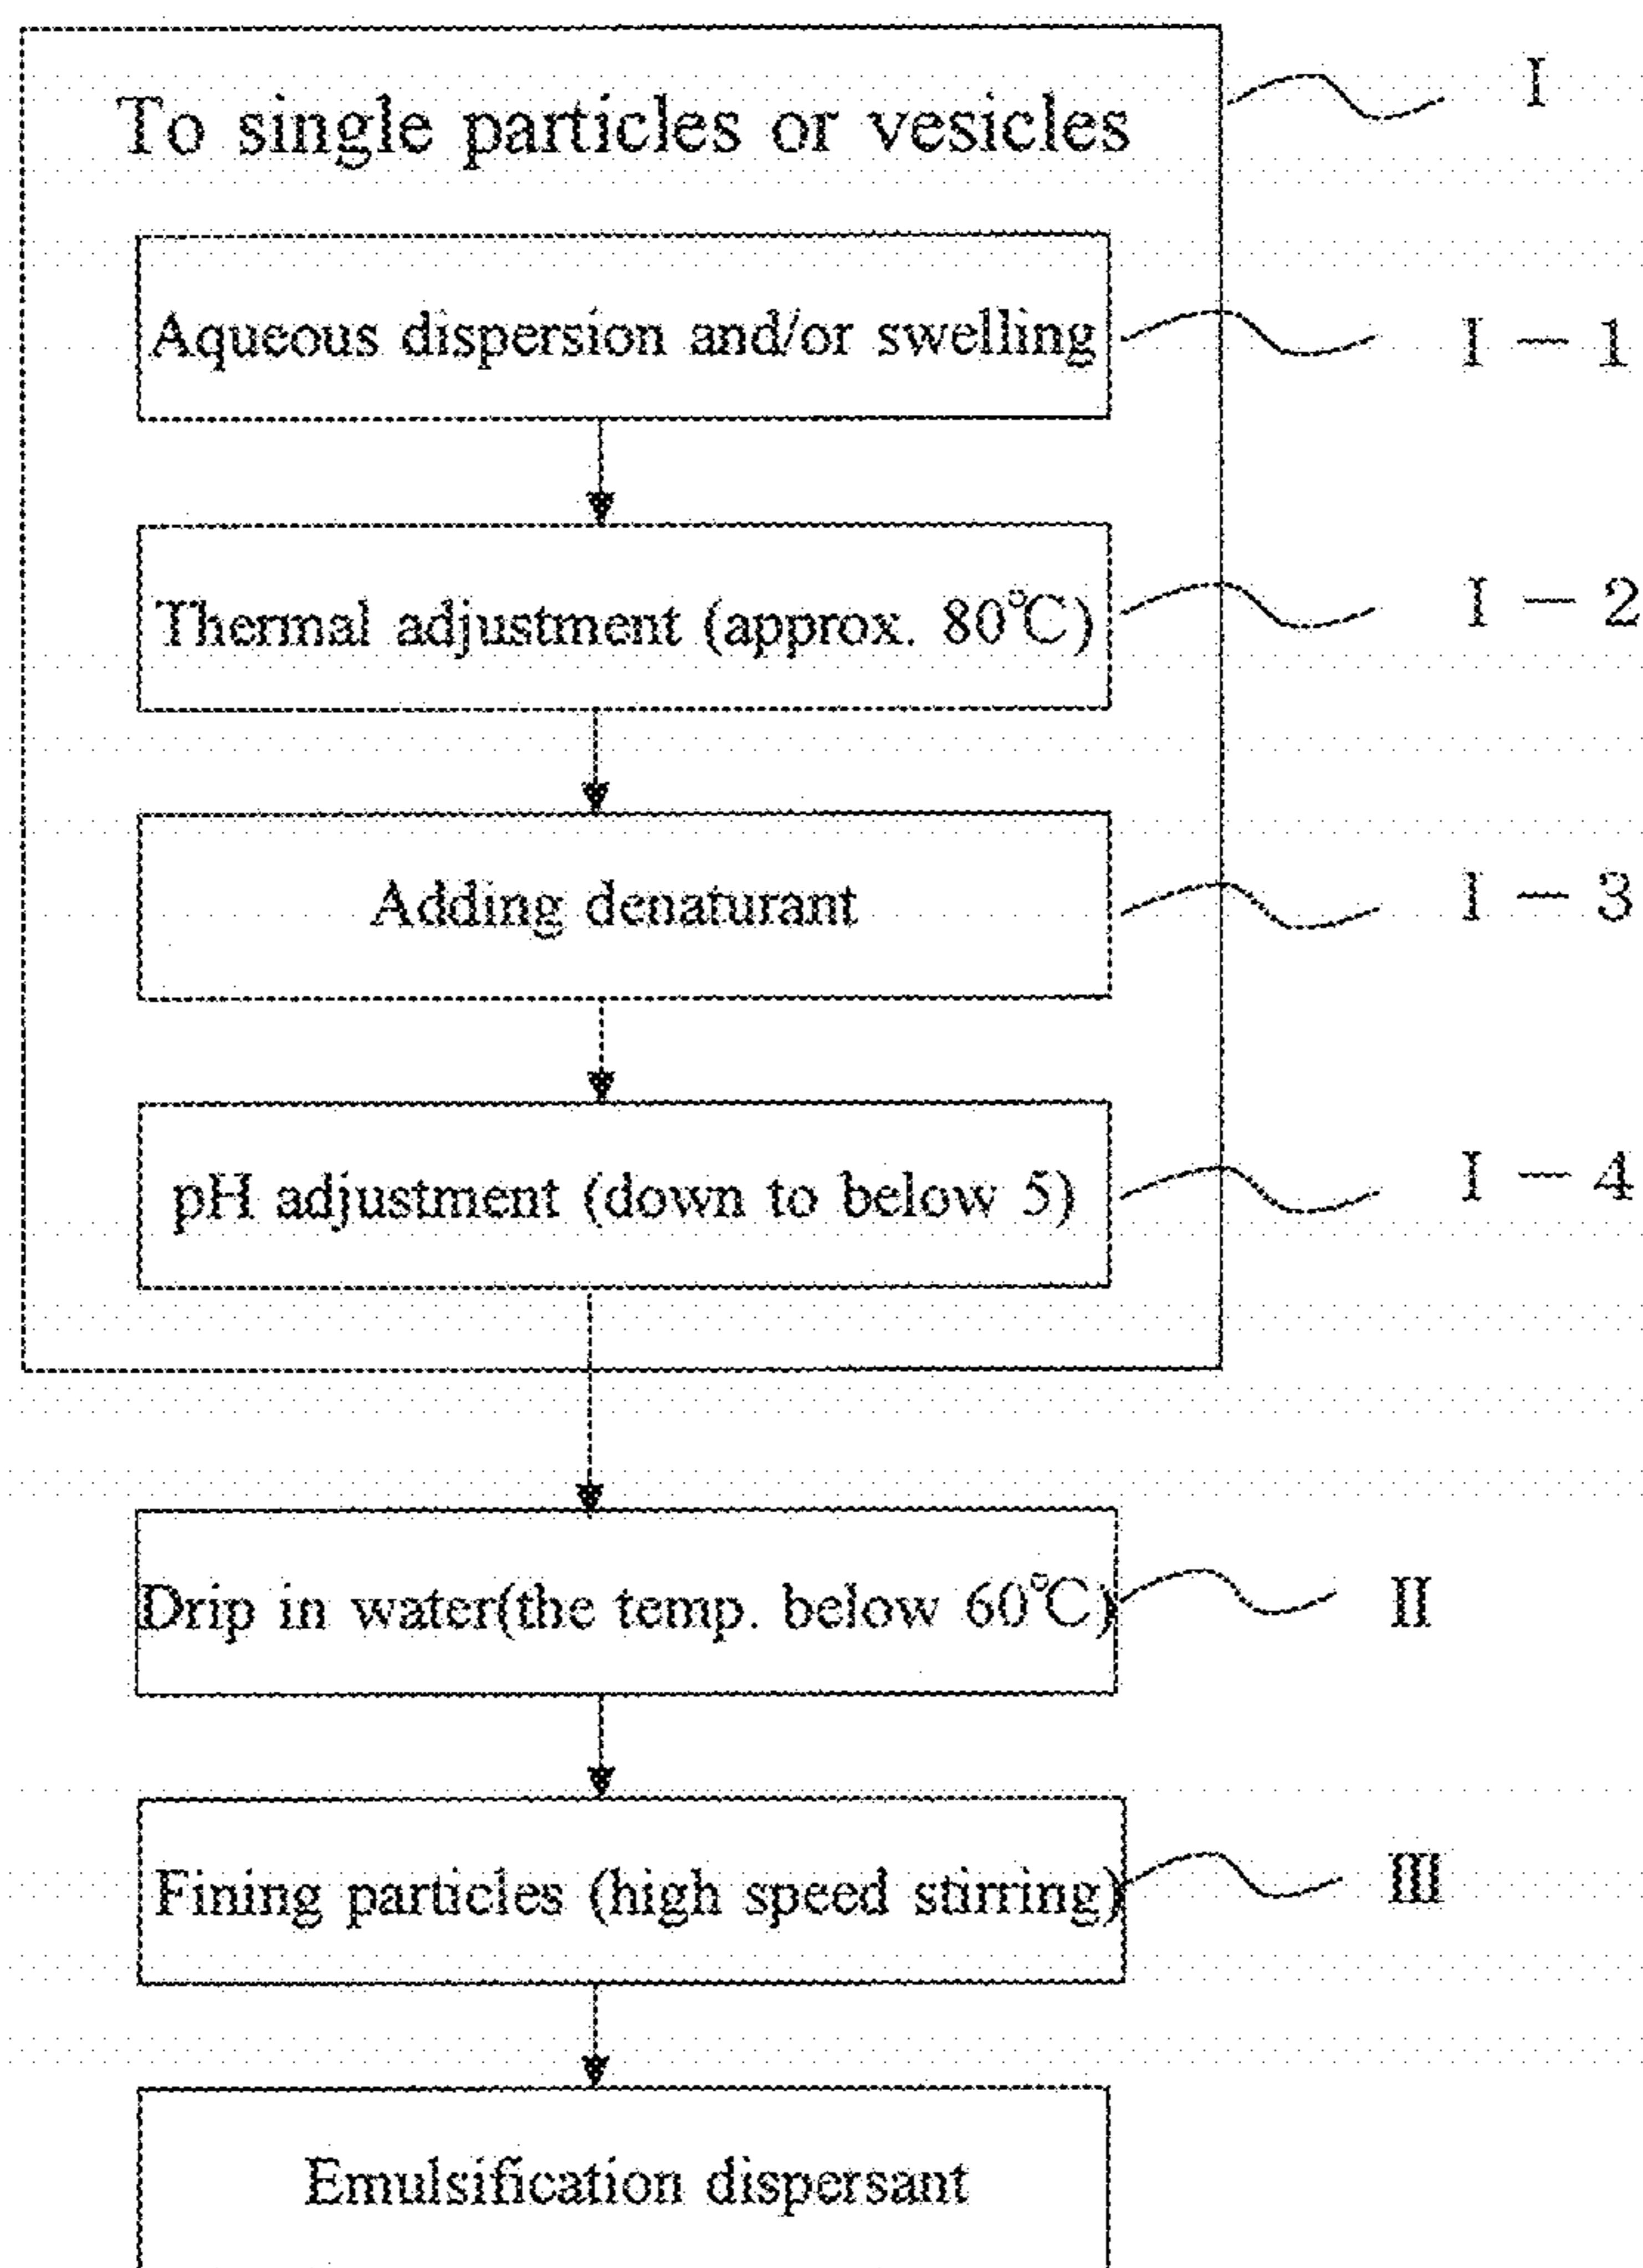 To single particles or vesicles
I
Aqueous dispersion and/or swelling
I — 1
Thermal adjustment (approx. 80℃)
I — 2
Adding denaturant
I — 3
pH adjustment (down to below 5)
I — 4
Drip in water(the temp. below 60℃)
II
Fining particles (high speed stirring)
III
Emulsification dispersant